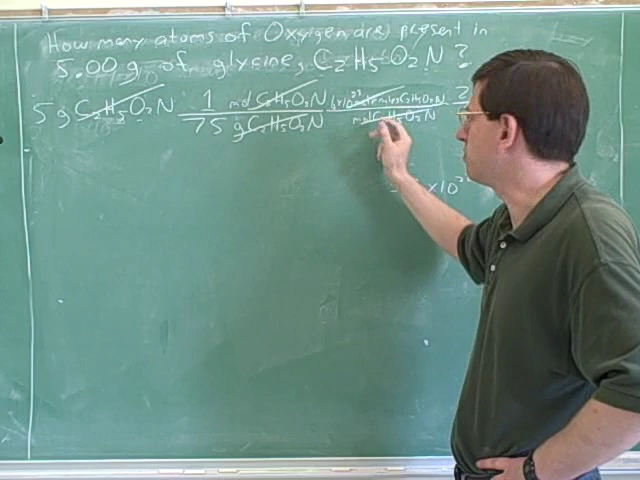 How many atoms of Oxygen are present in
5.00 g of glycine, C₂H₅O₂N ?
5 g C₂H₅O₂N 1 mol C₂H₅O₂N 6x10²³ molecules C₂H₅O₂N 2
75 g C₂H₅O₂N mol C₂H₅O₂N
x10²²